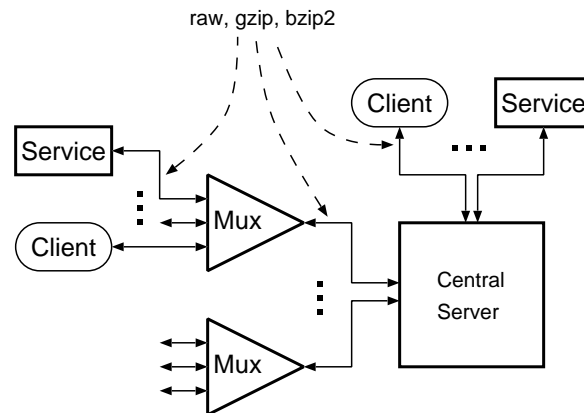 raw, gzip, bzip2
Client
Service
Service
Mux
Client
Central
Server
Mux